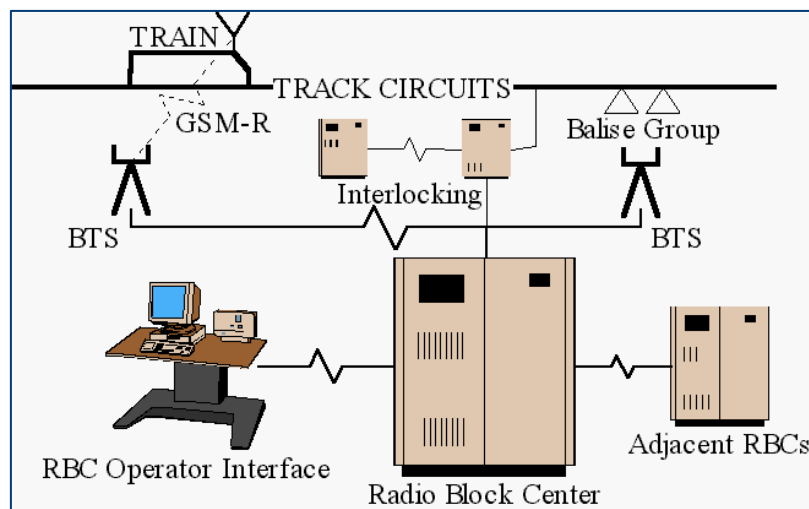 TRAIN
TRACK CIRCUITS
GSM-R
Balise Group
Interlocking
BTS
BTS
RBC Operator Interface
Adjacent RBCs
Radio Block Center